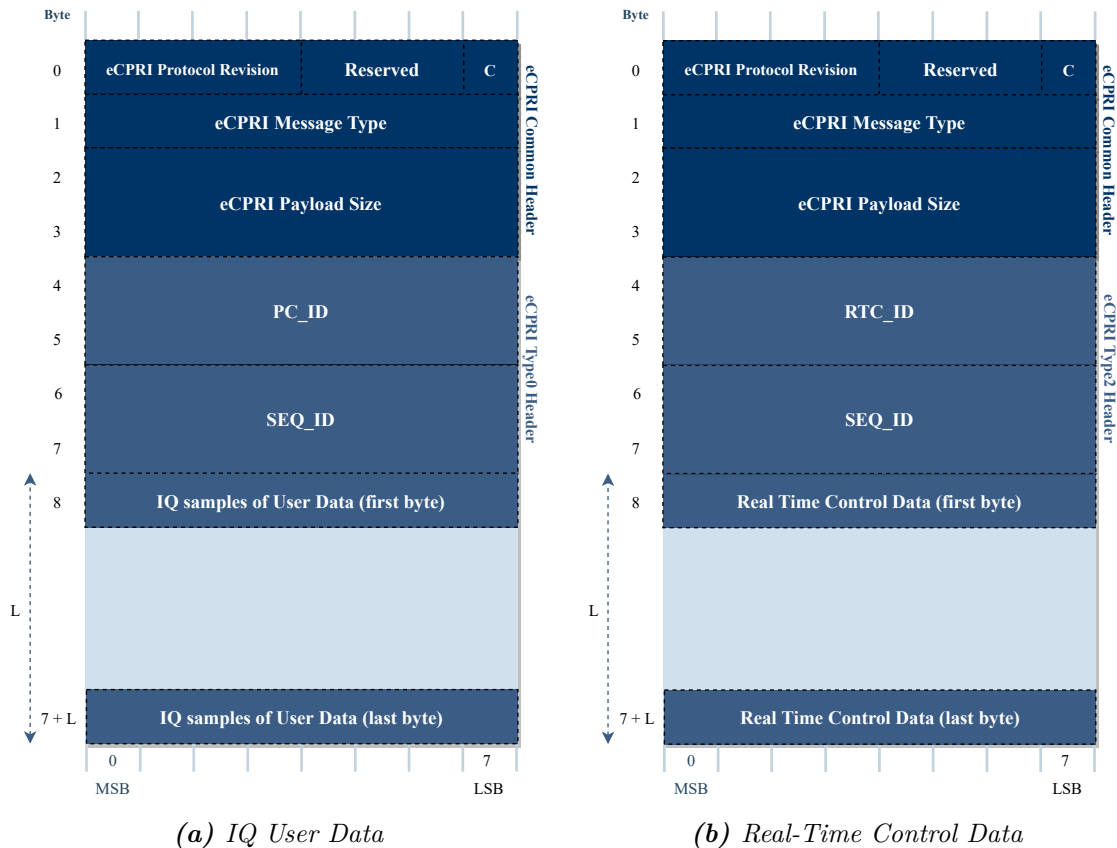 Byte
0
eCPRI Protocol Revision
Reserved
C
1
eCPRI Message Type
2
eCPRI Payload Size
3
4
PC_ID
5
6
SEQ_ID
7
8
IQ samples of User Data (first byte)
L
7 + L
IQ samples of User Data (last byte)
0
7
MSB
LSB
eCPRI Common Header
eCPRI Type0 Header
(a) IQ User Data
Byte
0
eCPRI Protocol Revision
Reserved
C
1
eCPRI Message Type
2
eCPRI Payload Size
3
4
RTC_ID
5
6
SEQ_ID
7
8
Real Time Control Data (first byte)
L
7 + L
Real Time Control Data (last byte)
0
7
MSB
LSB
eCPRI Common Header
eCPRI Type2 Header
(b) Real-Time Control Data